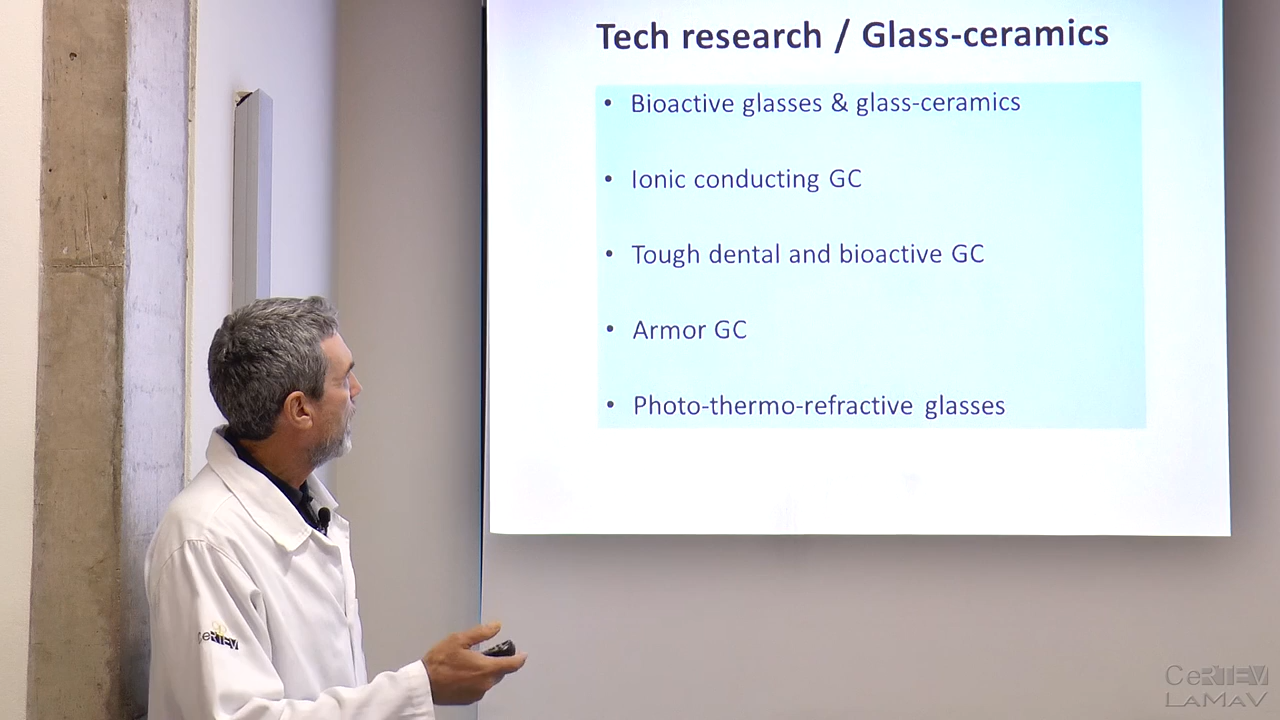 Tech research / Glass-ceramics
• Bioactive glasses & glass-ceramics
• Ionic conducting GC
• Tough dental and bioactive GC
• Armor GC
• Photo-thermo-refractive glasses
CeRTEV
CeRTEV
LaMaV